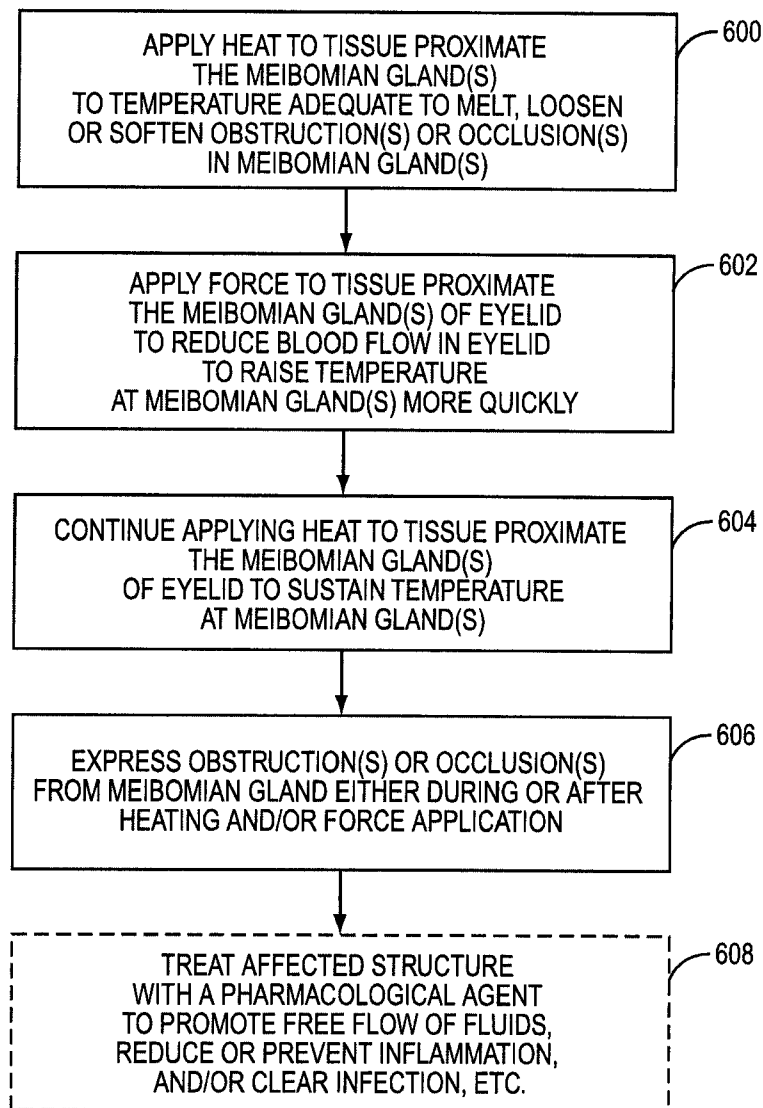 APPLY HEAT TO TISSUE PROXIMATE
THE MEIBOMIAN GLAND(S)
TO TEMPERATURE ADEQUATE TO MELT, LOOSEN
OR SOFTEN OBSTRUCTION(S) OR OCCLUSION(S)
IN MEIBOMIAN GLAND(S)
600
APPLY FORCE TO TISSUE PROXIMATE
THE MEIBOMIAN GLAND(S) OF EYELID
TO REDUCE BLOOD FLOW IN EYELID
TO RAISE TEMPERATURE
AT MEIBOMIAN GLAND(S) MORE QUICKLY
602
CONTINUE APPLYING HEAT TO TISSUE PROXIMATE
THE MEIBOMIAN GLAND(S)
OF EYELID TO SUSTAIN TEMPERATURE
AT MEIBOMIAN GLAND(S)
604
EXPRESS OBSTRUCTION(S) OR OCCLUSION(S)
FROM MEIBOMIAN GLAND EITHER DURING OR AFTER
HEATING AND/OR FORCE APPLICATION
606
TREAT AFFECTED STRUCTURE
WITH A PHARMACOLOGICAL AGENT
TO PROMOTE FREE FLOW OF FLUIDS,
REDUCE OR PREVENT INFLAMMATION,
AND/OR CLEAR INFECTION, ETC.
608